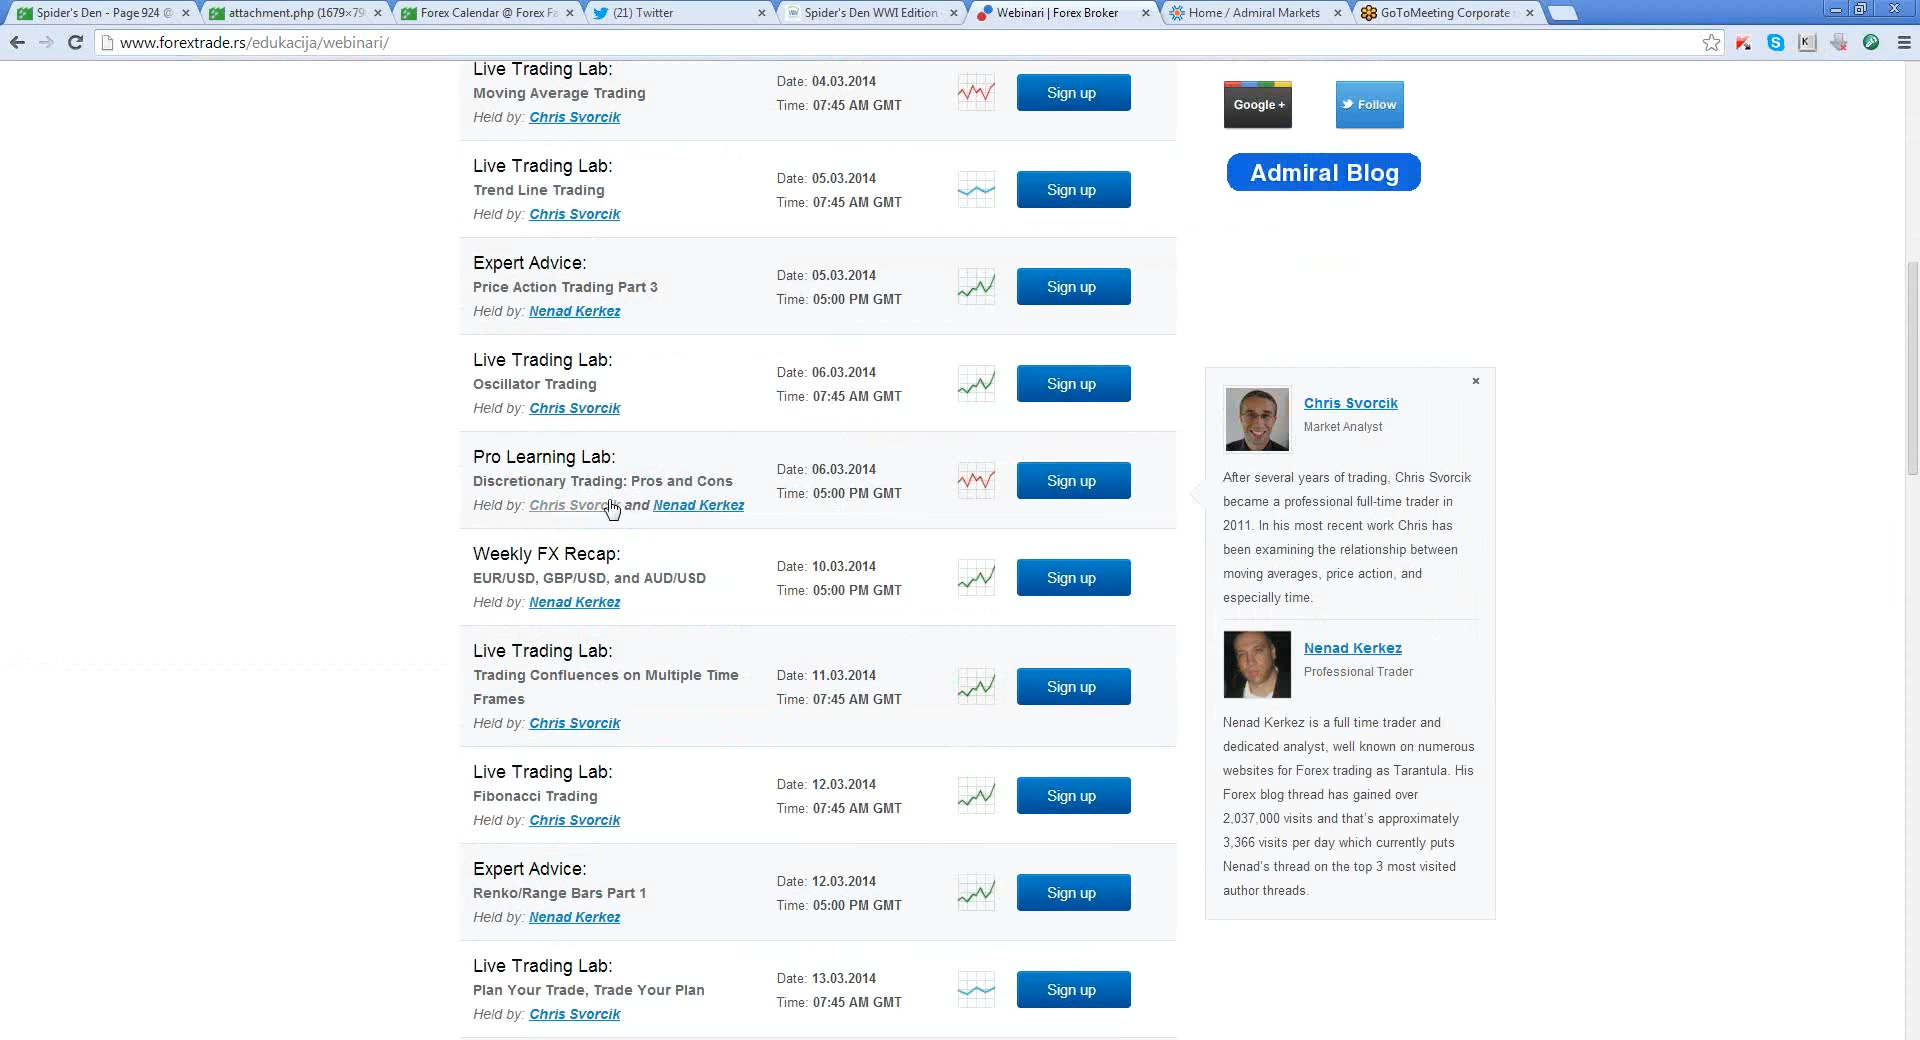 Spider's Den - Page 924 @
attachment.php (1679×79
Forex Calendar @ Forex Fa
(21) Twitter
Spider's Den WWI Edition
Webinari | Forex Broker
Home / Admiral Markets
GoToMeeting Corporate
www.forextrade.rs/edukacija/webinari/
Live Trading Lab:
Moving Average Trading
Held by: Chris Svorcik
Date: 04.03.2014
Time: 07:45 AM GMT
Sign up
Live Trading Lab:
Trend Line Trading
Held by: Chris Svorcik
Date: 05.03.2014
Time: 07:45 AM GMT
Sign up
Expert Advice:
Price Action Trading Part 3
Held by: Nenad Kerkez
Date: 05.03.2014
Time: 05:00 PM GMT
Sign up
Live Trading Lab:
Oscillator Trading
Held by: Chris Svorcik
Date: 06.03.2014
Time: 07:45 AM GMT
Sign up
Pro Learning Lab:
Discretionary Trading: Pros and Cons
Held by: Chris Svorcik and Nenad Kerkez
Date: 06.03.2014
Time: 05:00 PM GMT
Sign up
Weekly FX Recap:
EUR/USD, GBP/USD, and AUD/USD
Held by: Nenad Kerkez
Date: 10.03.2014
Time: 05:00 PM GMT
Sign up
Live Trading Lab:
Trading Confluences on Multiple Time
Frames
Held by: Chris Svorcik
Date: 11.03.2014
Time: 07:45 AM GMT
Sign up
Live Trading Lab:
Fibonacci Trading
Held by: Chris Svorcik
Date: 12.03.2014
Time: 07:45 AM GMT
Sign up
Expert Advice:
Renko/Range Bars Part 1
Held by: Nenad Kerkez
Date: 12.03.2014
Time: 05:00 PM GMT
Sign up
Live Trading Lab:
Plan Your Trade, Trade Your Plan
Held by: Chris Svorcik
Date: 13.03.2014
Time: 07:45 AM GMT
Sign up
Google +
Follow
Admiral Blog
Chris Svorcik
Market Analyst
After several years of trading, Chris Svorcik
became a professional full-time trader in
2011. In his most recent work Chris has
been examining the relationship between
moving averages, price action, and
especially time.
Nenad Kerkez
Professional Trader
Nenad Kerkez is a full time trader and
dedicated analyst, well known on numerous
websites for Forex trading as Tarantula. His
Forex blog thread has gained over
2,037,000 visits and that's approximately
3,366 visits per day which currently puts
Nenad's thread on the top 3 most visited
author threads.